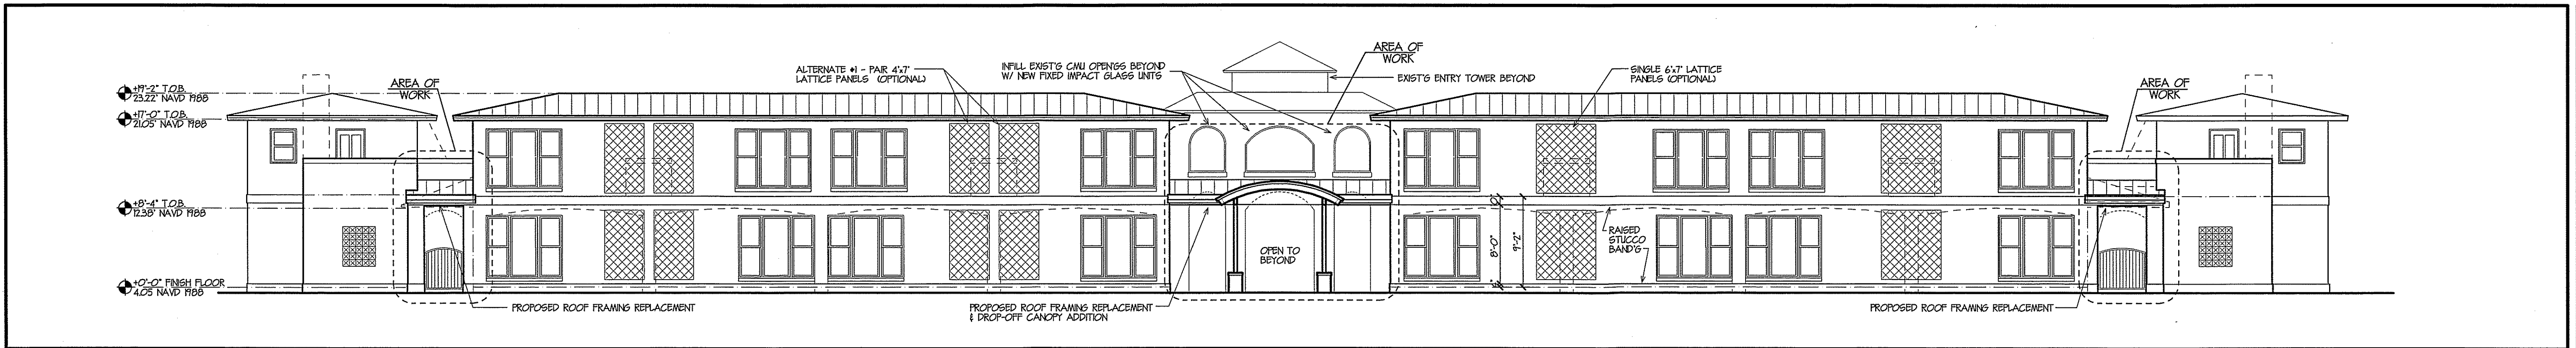 +19'-2" T.O.B.
23.22' NAVD 1988
+17'-0" T.O.B.
21.05' NAVD 1988
+8'-4" T.O.B.
12.38' NAVD 1988
+0'-0" FINISH FLOOR
4.05 NAVD 1988
AREA OF
WORK
ALTERNATE #1 - PAIR 4'x7'
LATTICE PANELS (OPTIONAL)
INFILL EXIST'G CMU OPEN'GS BEYOND
W/ NEW FIXED IMPACT GLASS UNITS
AREA OF
WORK
EXIST'G ENTRY TOWER BEYOND
SINGLE 6'x7' LATTICE
PANELS (OPTIONAL)
AREA OF
WORK
OPEN TO
BEYOND
8'-0"
9'-2"
RAISED
STUCCO
BAND'G
PROPOSED ROOF FRAMING REPLACEMENT
PROPOSED ROOF FRAMING REPLACEMENT
& DROP-OFF CANOPY ADDITION
PROPOSED ROOF FRAMING REPLACEMENT